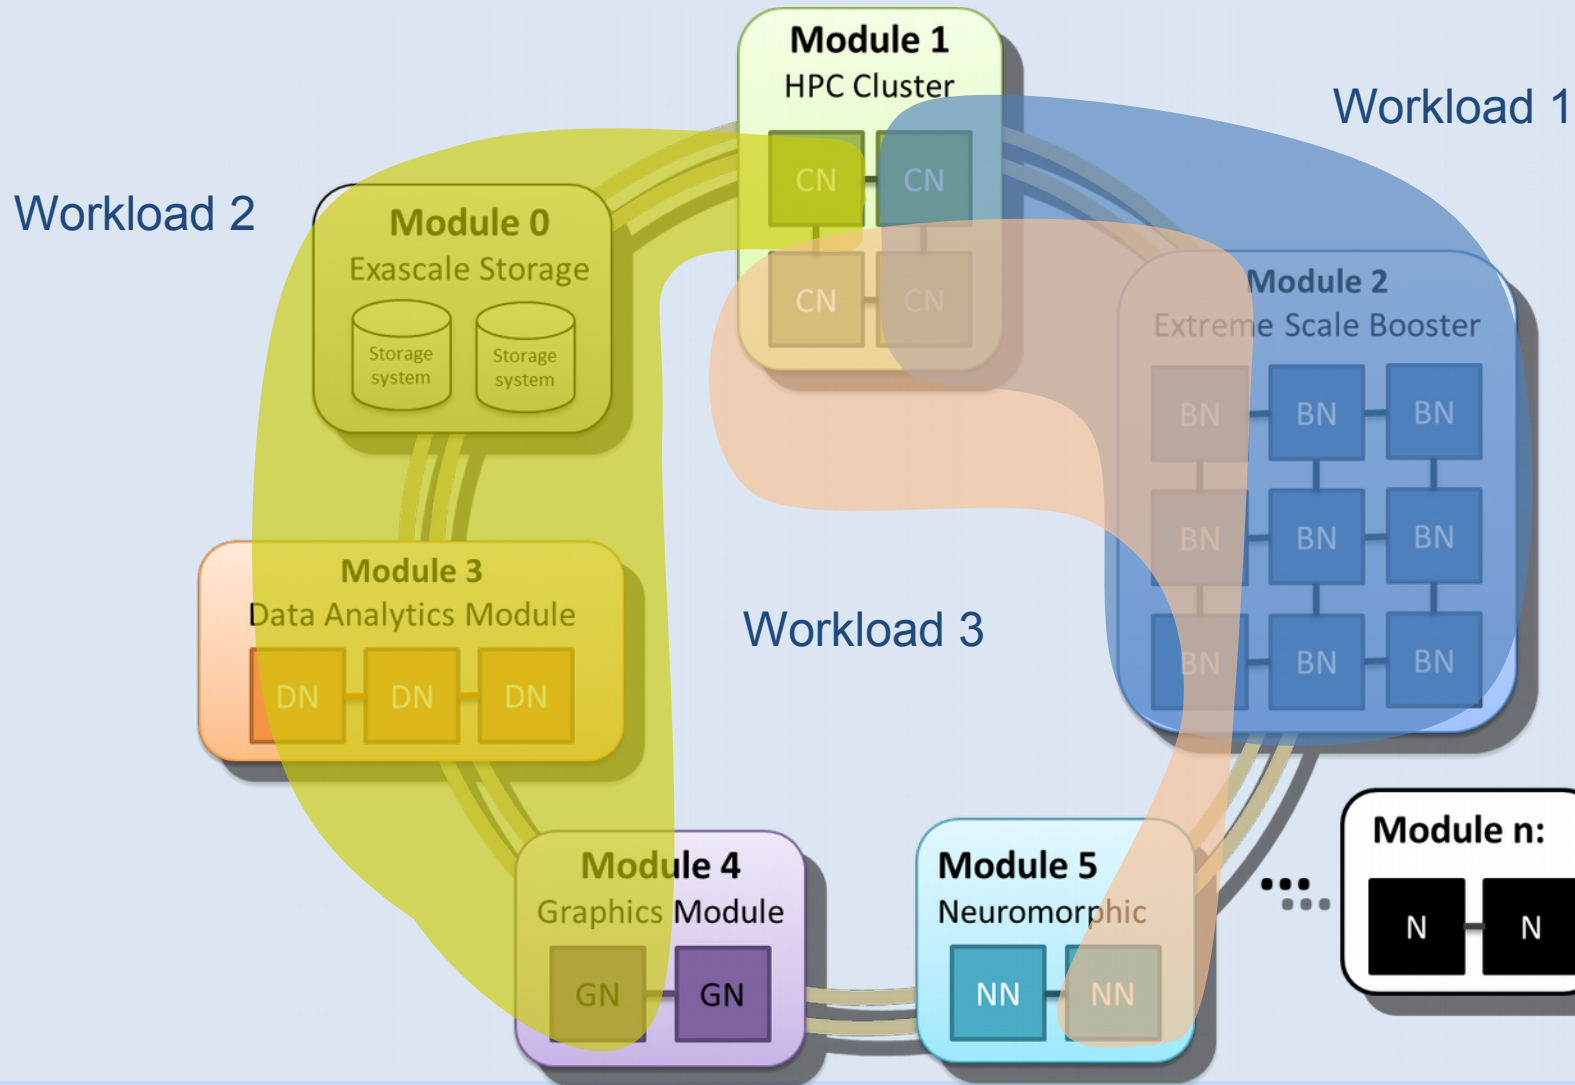 Module 1
HPC Cluster
CN CN
CN CN
Workload 1
Workload 2
Module 0
Exascale Storage
Storage
system
Storage
system
Module 2
Extreme Scale Booster
BN BN BN
BN BN BN
BN BN BN
Module 3
Data Analytics Module
DN DN DN
Workload 3
Module 4
Graphics Module
GN GN
Module 5
Neuromorphic
NN NN
Module n:
N N